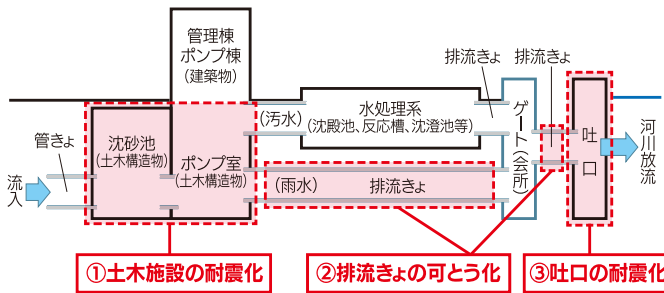 管理棟
ポンプ棟
(建築物)
排流きょ
排流きょ
水処理系
(沈殿池、反応槽、沈澄池等)
(汚水)
ゲート(会所)
管きょ
沈砂池
(土木構造物)
ポンプ室
(土木構造物)
吐口
河川放流
流入
(雨水)
排流きょ
①土木施設の耐震化
②排流きょの可とう化
③吐口の耐震化